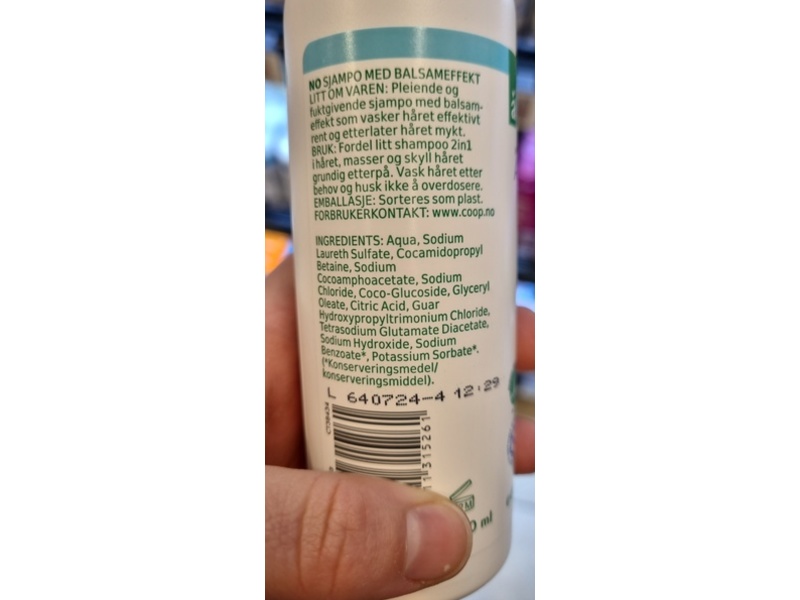 NO SJAMPO MED BALSAMEFFEKT
LITT OM VAREN: Pleiende og
fuktgivende sjampo med balsam-
effekt som vasker håret effektivt
rent og etterlater håret mykt.
BRUK: Fordel litt shampoo 2in1
i håret, masser og skyll håret
grundig etterpå. Vask håret etter
behov og husk ikke å overdosere.
EMBALLASJE: Sorteres som plast.
FORBRUKERKONTAKT: www.coop.no
INGREDIENTS: Aqua, Sodium
Laureth Sulfate, Cocamidopropyl
Betaine, Sodium
Cocoamphoacetate, Sodium
Chloride, Coco-Glucoside, Glyceryl
Oleate, Citric Acid, Guar
Hydroxypropyltrimonium Chloride,
Tetrasodium Glutamate Diacetate,
Sodium Hydroxide, Sodium
Benzoate*, Potassium Sorbate*.
(*Konserveringsmedel/
konserveringsmiddel).
L 640724-4 12:29
ml